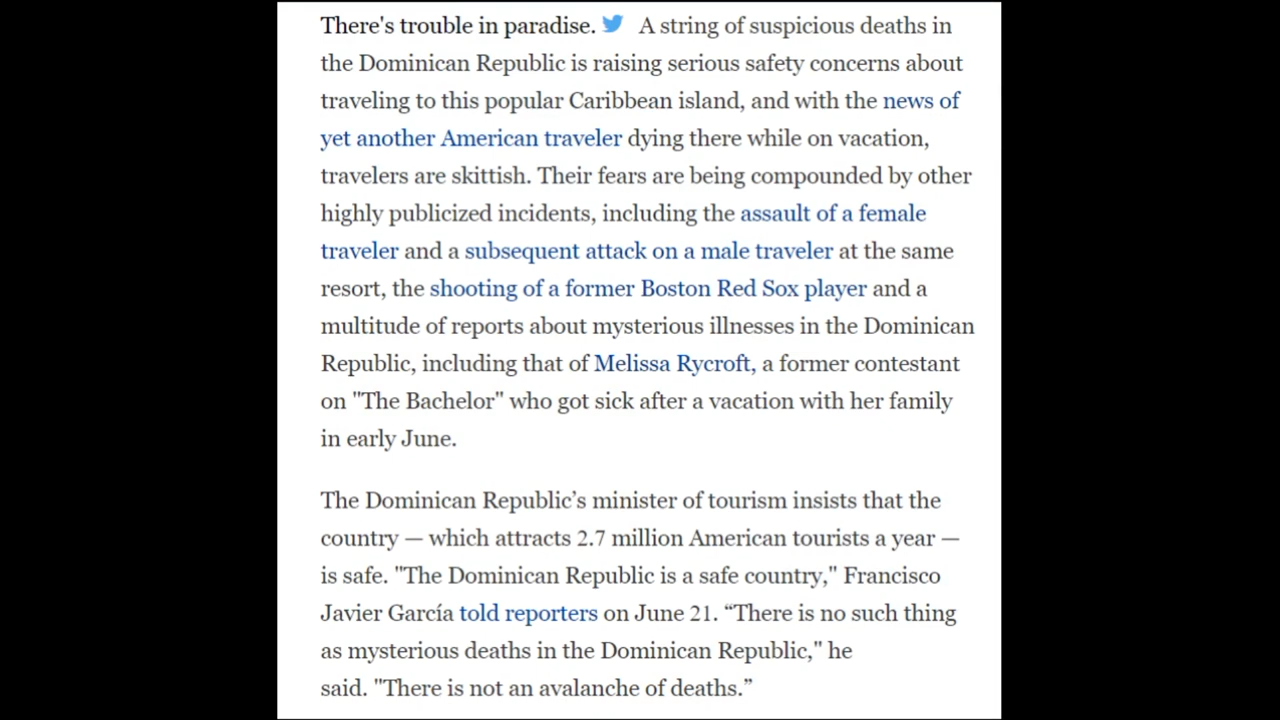 There's trouble in paradise. A string of suspicious deaths in
the Dominican Republic is raising serious safety concerns about
traveling to this popular Caribbean island, and with the news of
yet another American traveler dying there while on vacation,
travelers are skittish. Their fears are being compounded by other
highly publicized incidents, including the assault of a female
traveler and a subsequent attack on a male traveler at the same
resort, the shooting of a former Boston Red Sox player and a
multitude of reports about mysterious illnesses in the Dominican
Republic, including that of Melissa Rycroft, a former contestant
on "The Bachelor" who got sick after a vacation with her family
in early June.
The Dominican Republic’s minister of tourism insists that the
country — which attracts 2.7 million American tourists a year —
is safe. "The Dominican Republic is a safe country," Francisco
Javier García told reporters on June 21. “There is no such thing
as mysterious deaths in the Dominican Republic," he
said. "There is not an avalanche of deaths.”